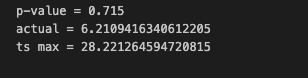 p-value = 0.715
actual = 6.2109416340612205
ts max = 28.221264594720815